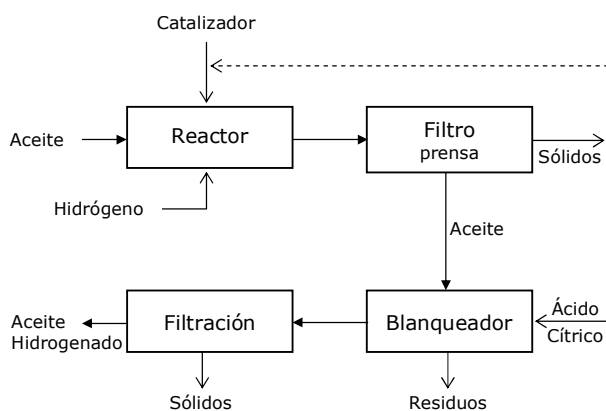 Catalizador
Aceite
Reactor
Filtro
prensa
Sólidos
Hidrógeno
Aceite
Aceite
Hidrogenado
Filtración
Blanqueador
Ácido
Cítrico
Sólidos
Residuos